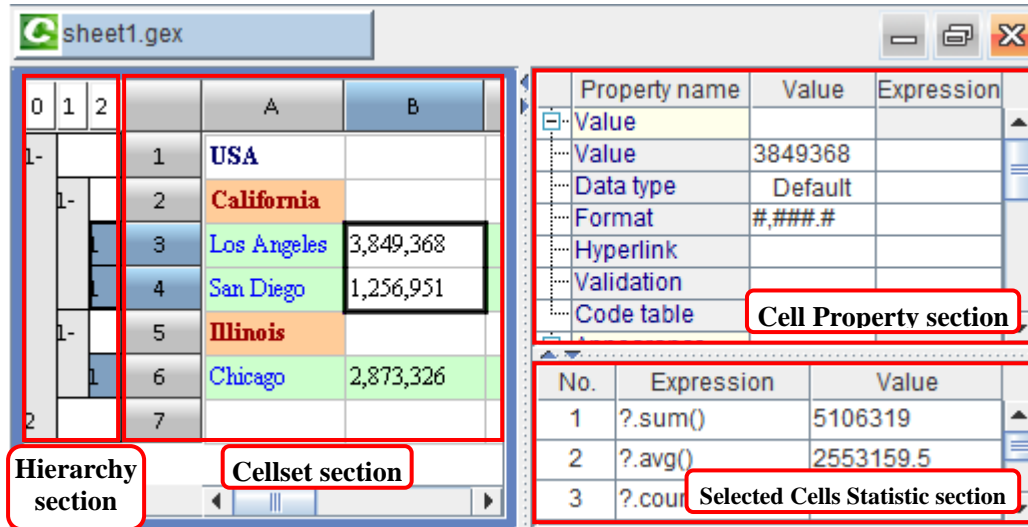 sheet1.gex
0 1 2 A B
1- 1 USA
1- 2 California
1 3 Los Angeles 3,849,368
1 4 San Diego 1,256,951
1- 5 Illinois
1 6 Chicago 2,873,326
2 7
Hierarchy
section
Cellset section
Property name Value Expression
Value
Value 3849368
Data type Default
Format #,###.#
Hyperlink
Validation
Code table
Cell Property section
No. Expression Value
1 ?.sum() 5106319
2 ?.avg() 2553159.5
3
Selected Cells Statistic section